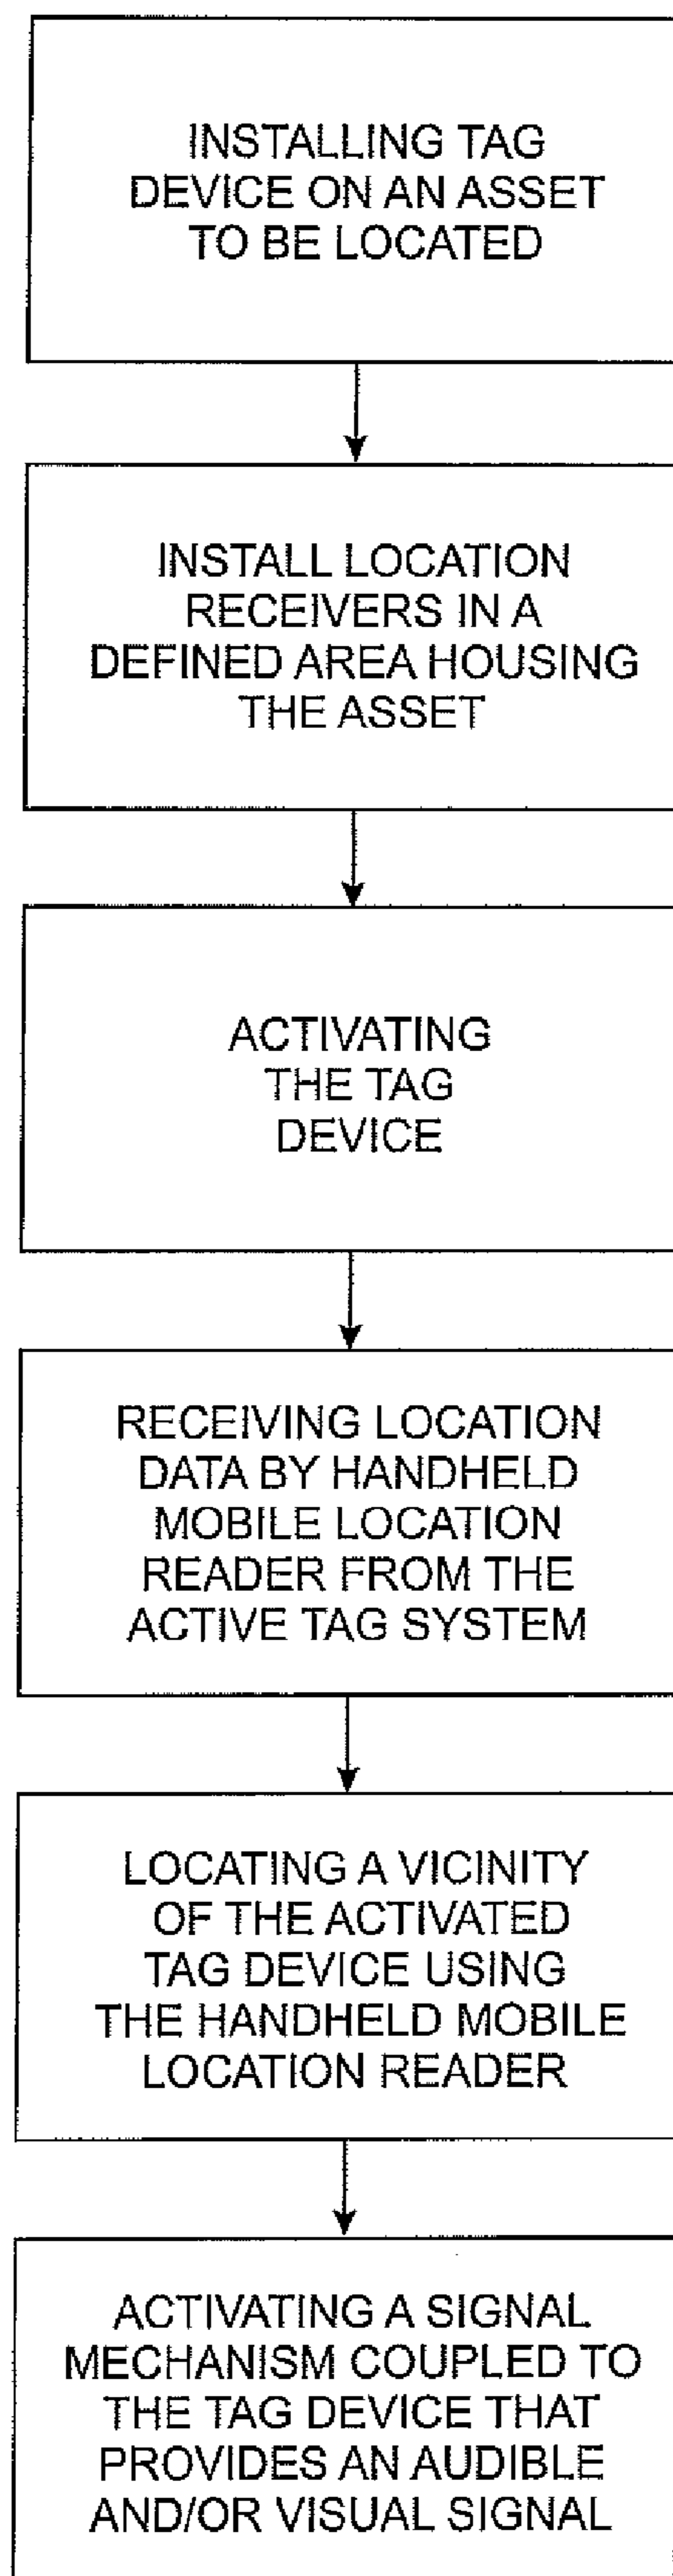 INSTALLING TAG
DEVICE ON AN ASSET
TO BE LOCATED
INSTALL LOCATION
RECEIVERS IN A
DEFINED AREA HOUSING
THE ASSET
ACTIVATING
THE TAG
DEVICE
RECEIVING LOCATION
DATA BY HANDHELD
MOBILE LOCATION
READER FROM THE
ACTIVE TAG SYSTEM
LOCATING A VICINITY
OF THE ACTIVATED
TAG DEVICE USING
THE HANDHELD MOBILE
LOCATION READER
ACTIVATING A SIGNAL
MECHANISM COUPLED TO
THE TAG DEVICE THAT
PROVIDES AN AUDIBLE
AND/OR VISUAL SIGNAL